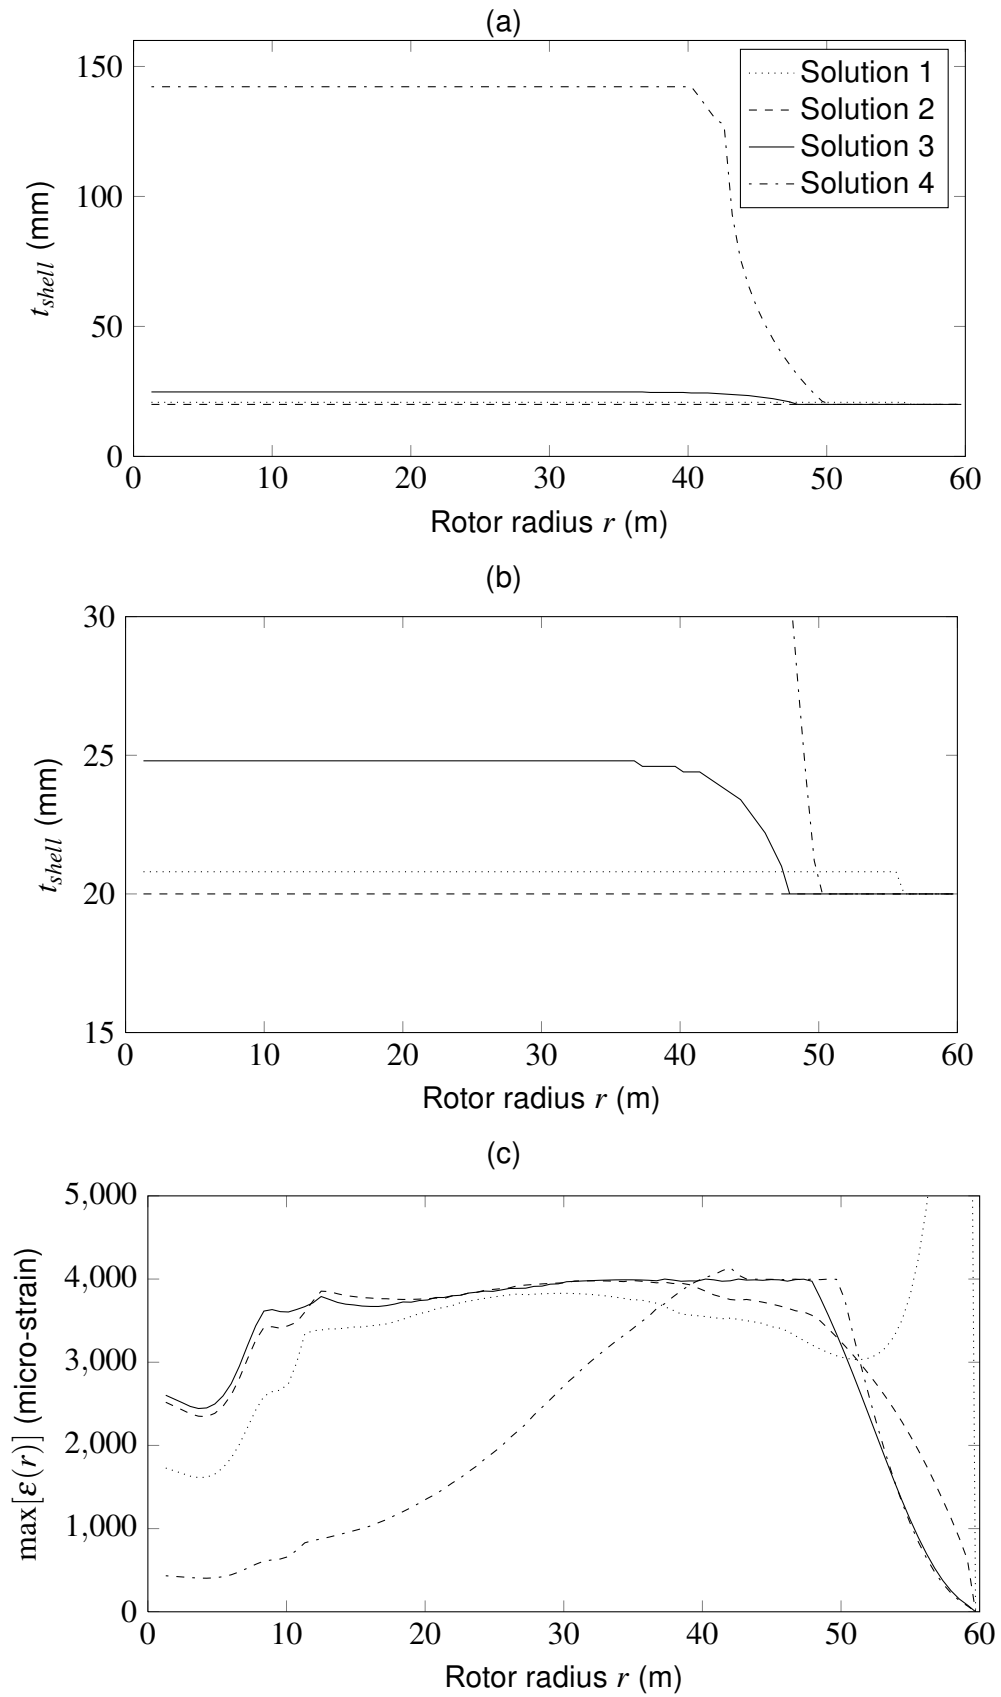 (a)
150
100
50
0
t_shell (mm)
Solution 1
Solution 2
Solution 3
Solution 4
0 10 20 30 40 50 60
Rotor radius r (m)
(b)
30
25
20
15
t_shell (mm)
0 10 20 30 40 50 60
Rotor radius r (m)
(c)
5,000
4,000
3,000
2,000
1,000
0
max[ε(r)] (micro-strain)
0 10 20 30 40 50 60
Rotor radius r (m)